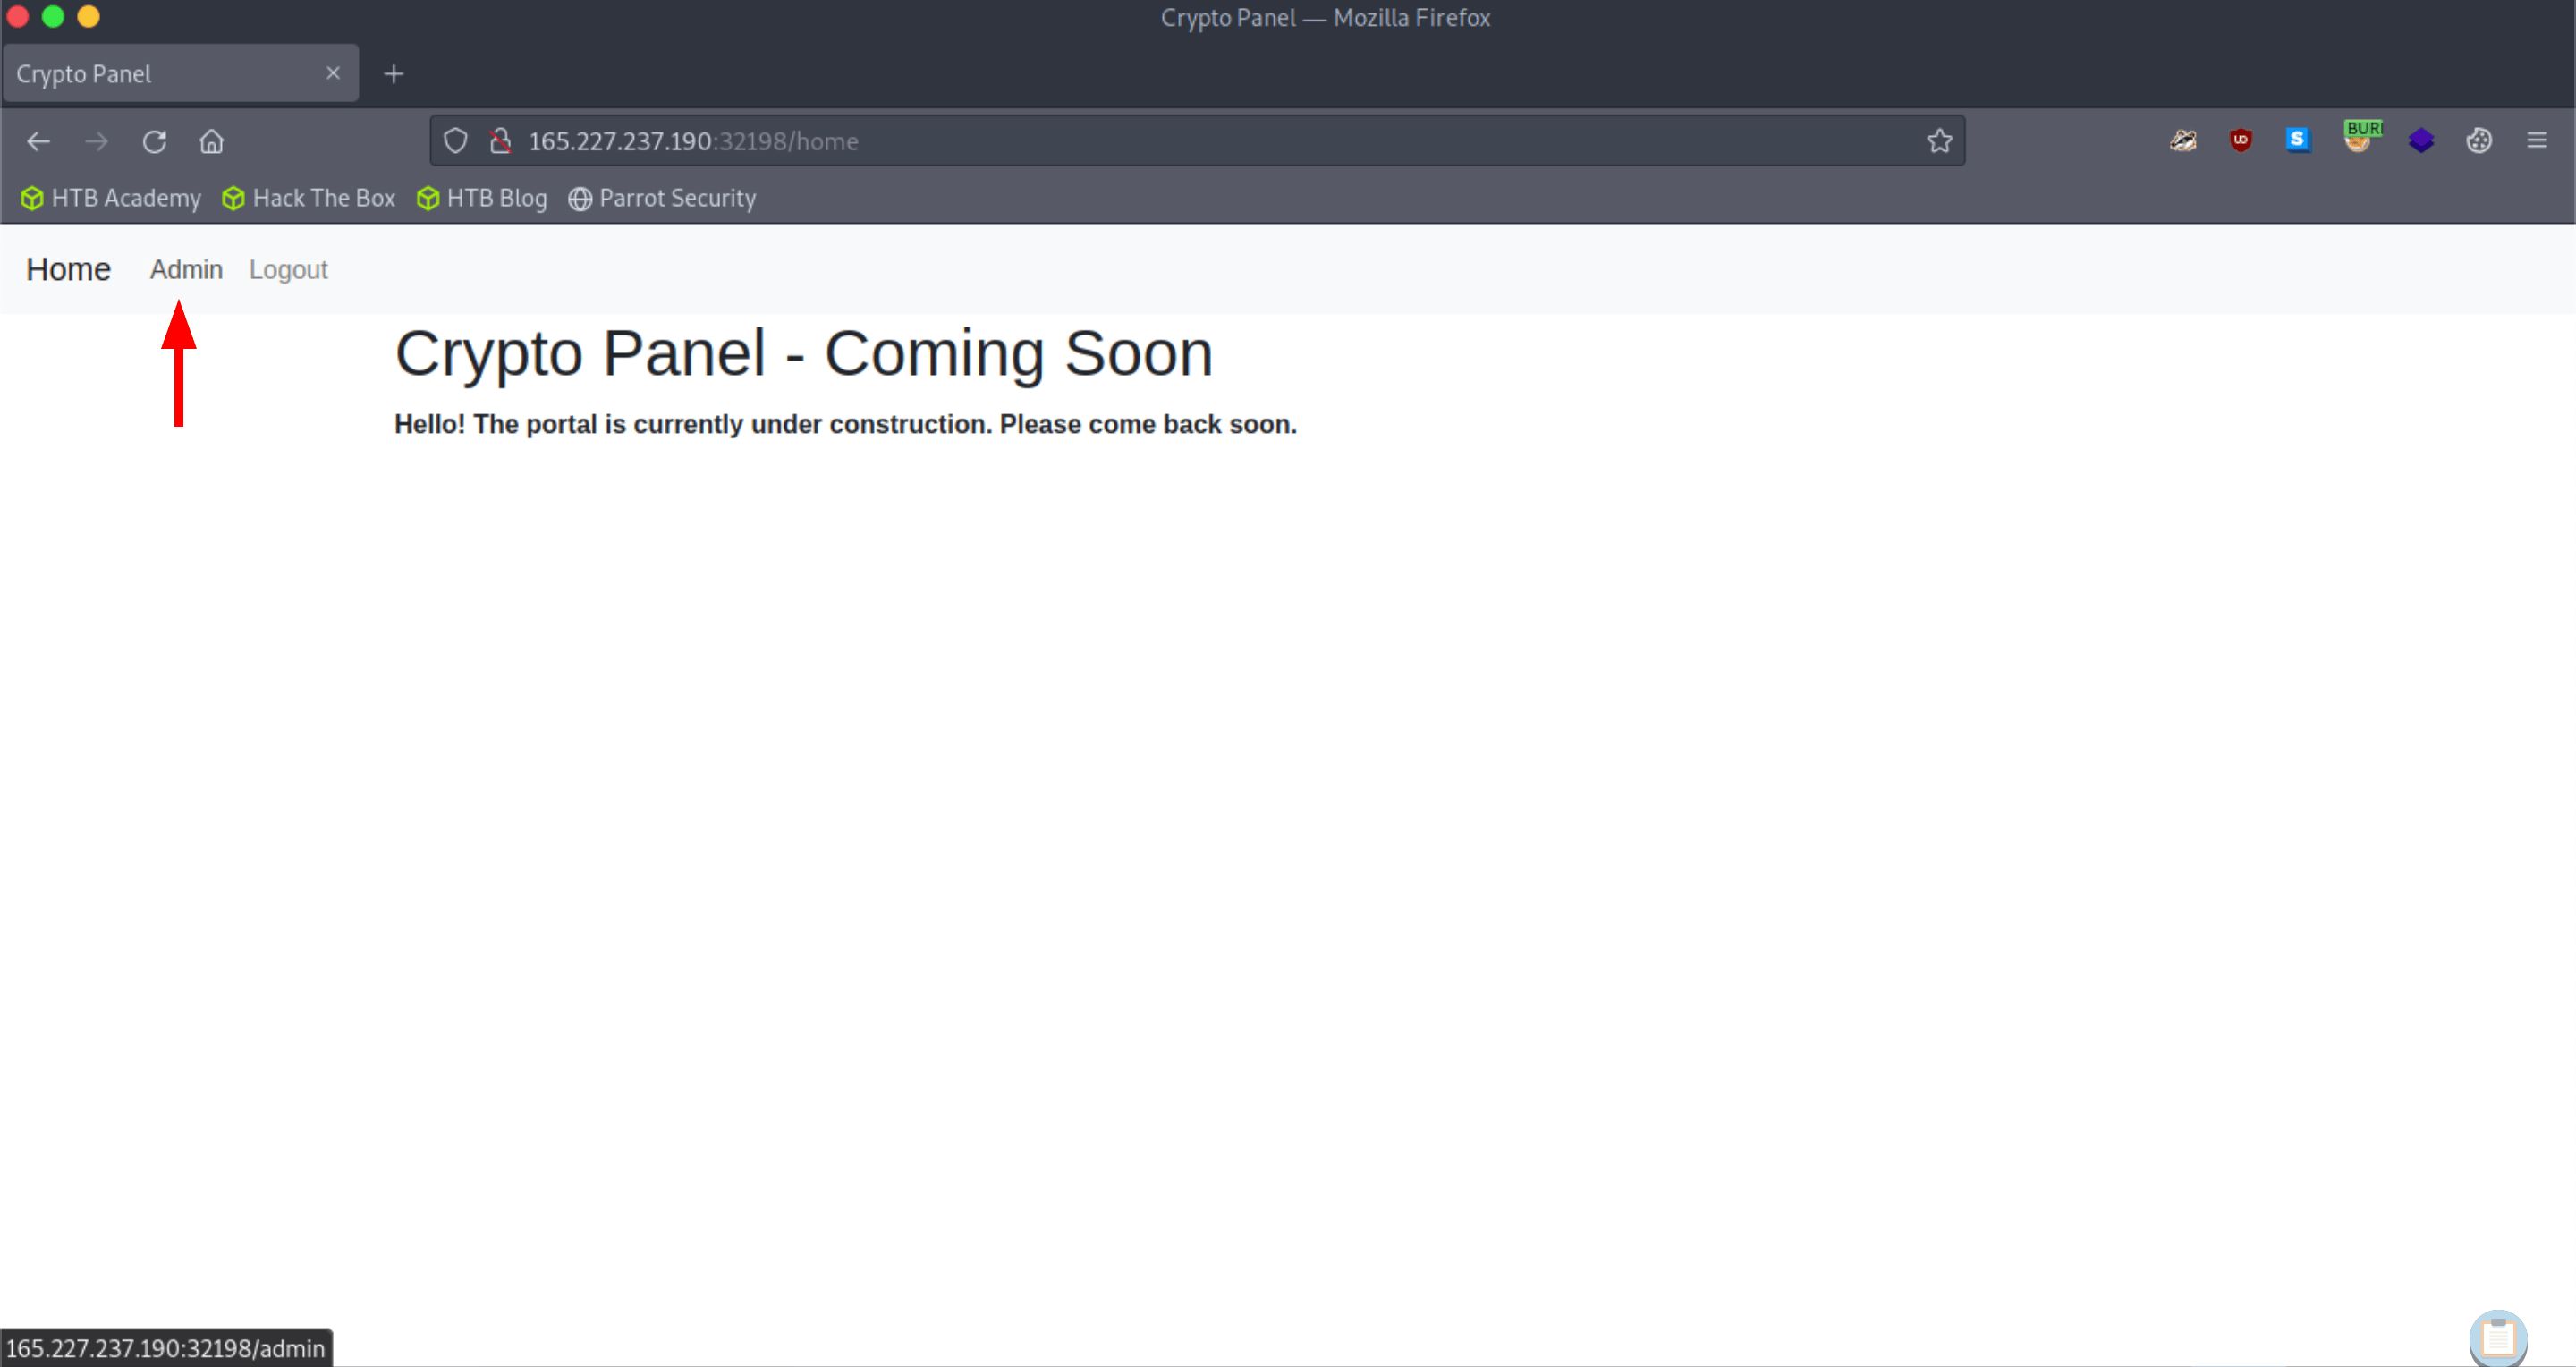 Crypto Panel — Mozilla Firefox
Crypto Panel
165.227.237.190:32198/home
UD
S
BURI
HTB Academy Hack The Box HTB Blog Parrot Security
Home Admin Logout
Crypto Panel - Coming Soon
Hello! The portal is currently under construction. Please come back soon.
165.227.237.190:32198/admin